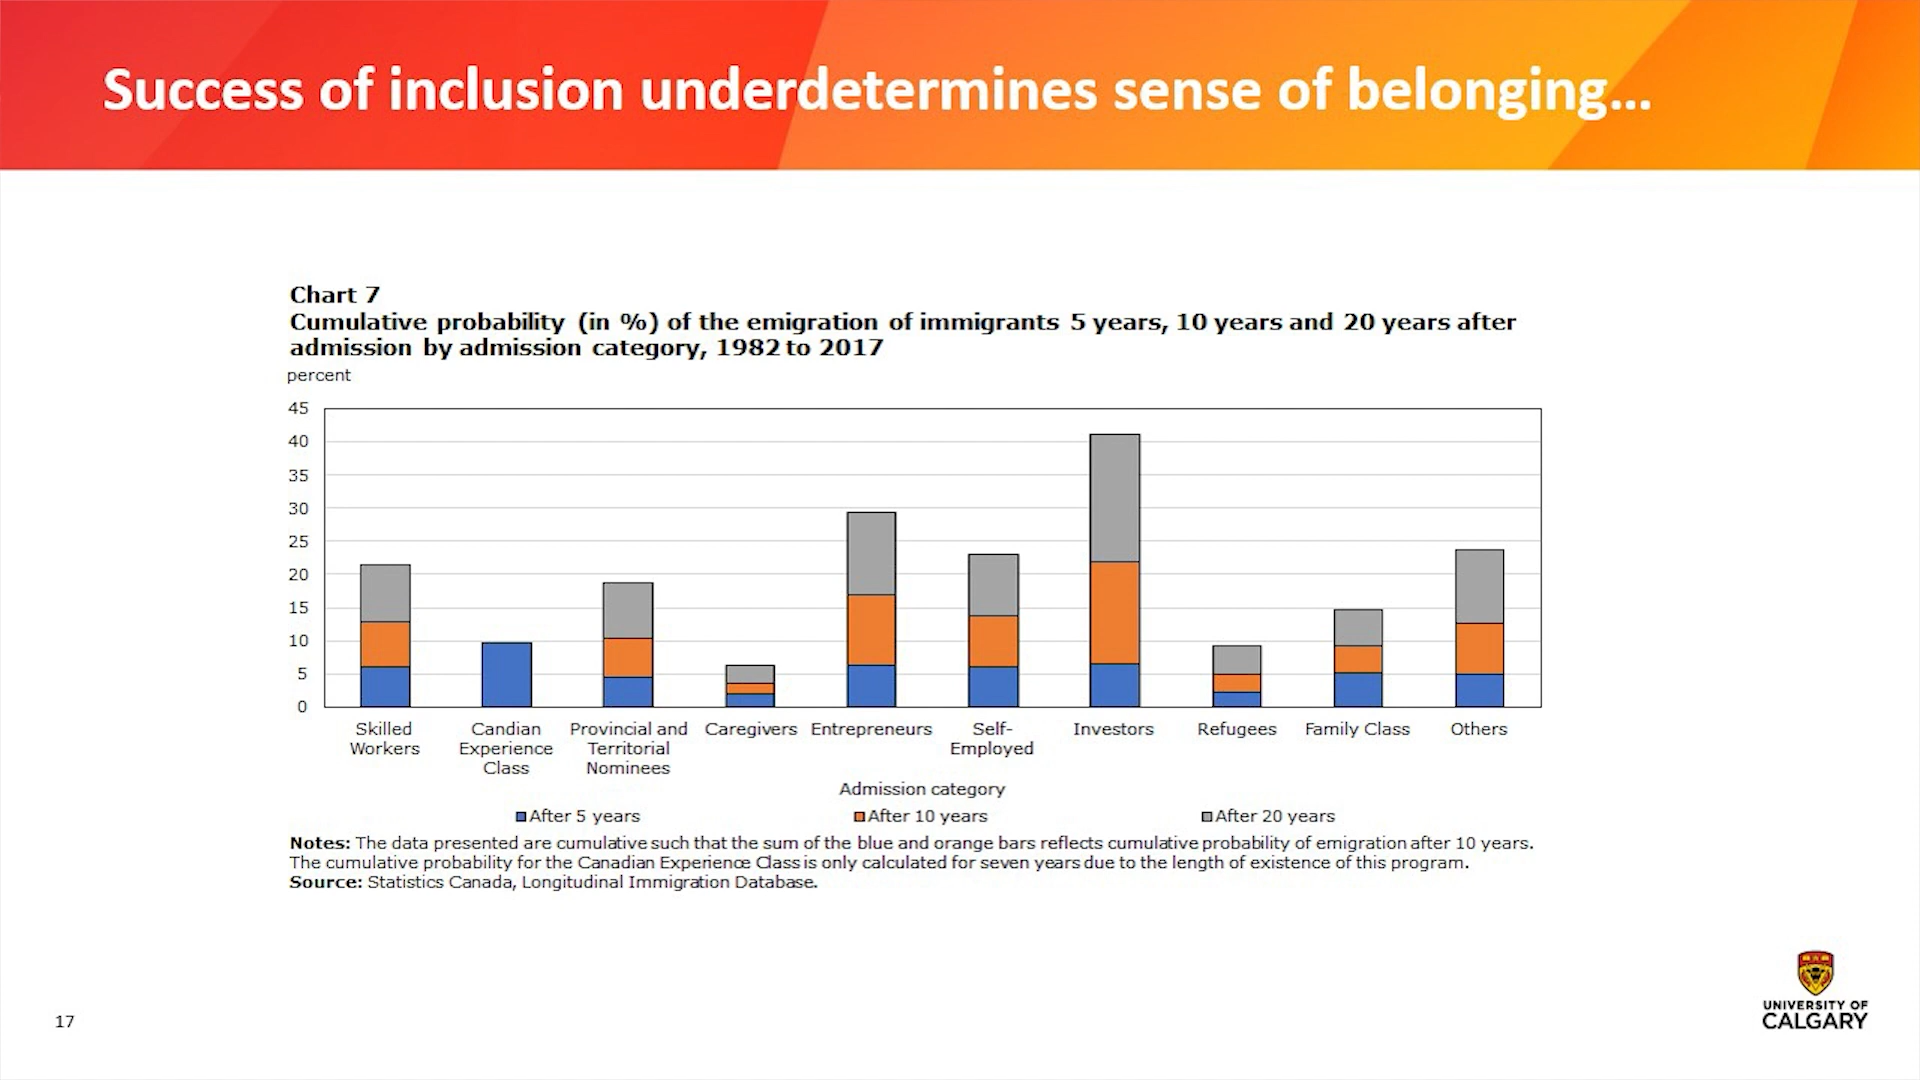 Success of inclusion underdetermines sense of belonging...
Chart 7
Cumulative probability (in %) of the emigration of immigrants 5 years, 10 years and 20 years after
admission by admission category, 1982 to 2017
percent
45
40
35
30
25
20
15
10
5
0
Skilled
Workers
Candian
Experience
Class
Provincial and
Territorial
Nominees
Caregivers
Entrepreneurs
Self-
Employed
Investors
Refugees
Family Class
Others
Admission category
After 5 years
After 10 years
After 20 years
Notes: The data presented are cumulative such that the sum of the blue and orange bars reflects cumulative probability of emigration after 10 years.
The cumulative probability for the Canadian Experience Class is only calculated for seven years due to the length of existence of this program.
Source: Statistics Canada, Longitudinal Immigration Database.
UNIVERSITY OF
CALGARY
17